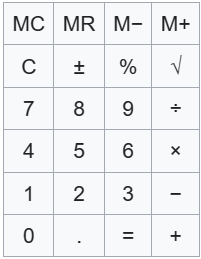 MC MR M− M+
C ± % √
7 8 9 ÷
4 5 6 ×
1 2 3 −
0 . = +